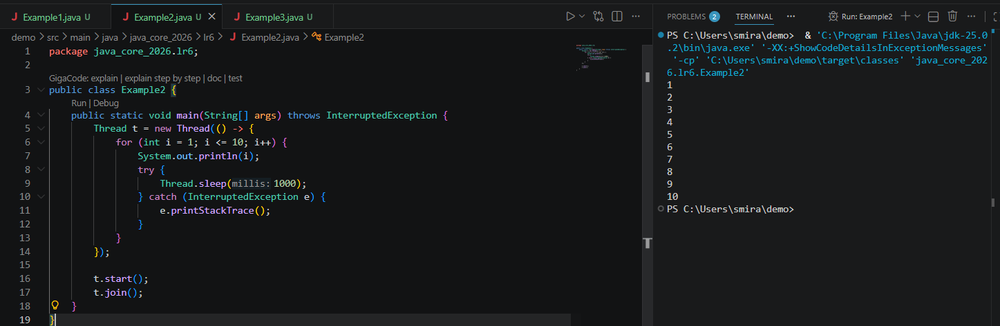 Example1.java U
Example2.java U
Example3.java U
demo > src > main > java > java_core_2026 > lr6 > Example2.java > Example2
1 package java_core_2026.lr6;
2
GigaCode: explain | explain step by step | doc | test
3 public class Example2 {
Run | Debug
4 public static void main(String[] args) throws InterruptedException {
5 Thread t = new Thread(() -> {
6 for (int i = 1; i <= 10; i++) {
7 System.out.println(i);
8 try {
9 Thread.sleep(millis: 1000);
10 } catch (InterruptedException e) {
11 e.printStackTrace();
12 }
13 }
14 });
15
16 t.start();
17 t.join();
18 }
19 }
PROBLEMS 2 TERMINAL ... Run: Example2
PS C:\Users\smira\demo> & 'C:\Program Files\Java\jdk-25.0
.2\bin\java.exe' '-XX:+ShowCodeDetailsInExceptionMessages'
'-cp' 'C:\Users\smira\demo\target\classes' 'java_core_202
6.lr6.Example2'
1
2
3
4
5
6
7
8
9
10
PS C:\Users\smira\demo>